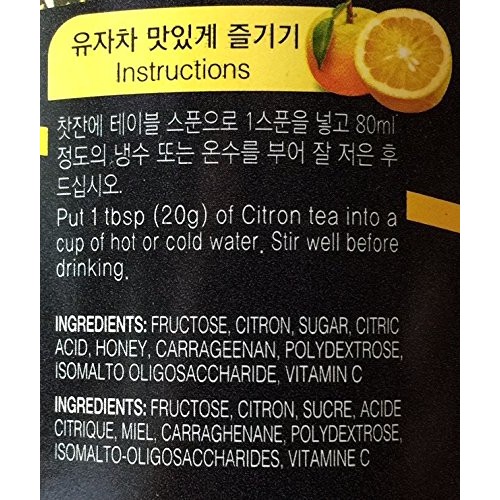 유자차 맛있게 즐기기
Instructions
찻잔에 테이블 스푼으로 1스푼을 넣고 80ml
정도의 냉수 또는 온수를 부어 잘 저은 후
드십시오.
Put 1 tbsp (20g) of Citron tea into a
cup of hot or cold water. Stir well before
drinking.
INGREDIENTS: FRUCTOSE, CITRON, SUGAR, CITRIC
ACID, HONEY, CARRAGEENAN, POLYDEXTROSE,
ISOMALTO OLIGOSACCHARIDE, VITAMIN C
INGREDIENTS: FRUCTOSE, CITRON, SUCRE, ACIDE
CITRIQUE, MIEL, CARRAGHENANE, POLYDEXTROSE,
ISOMALTO-OLIGOSACCHARIDES, VITAMINE C